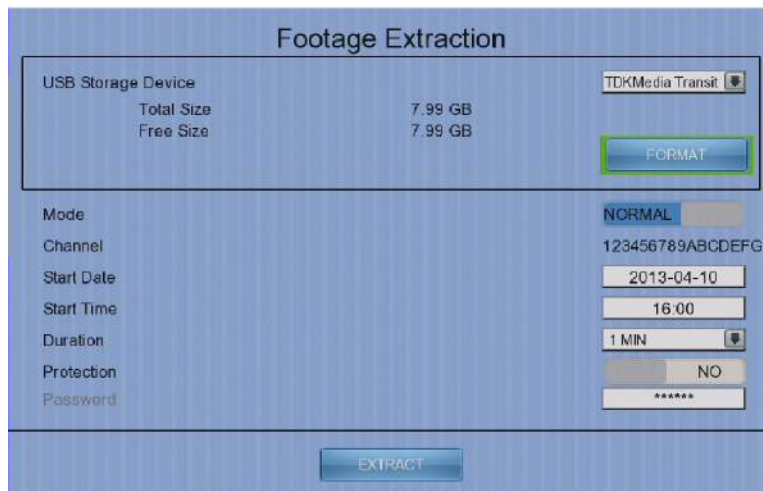 Footage Extraction
USB Storage Device TDKMedia Transit
Total Size 7.99 GB
Free Size 7.99 GB
FORMAT
Mode NORMAL
Channel 123456789ABCDEFG
Start Date 2013-04-10
Start Time 16:00
Duration 1 MIN
Protection NO
Password ******
EXTRACT